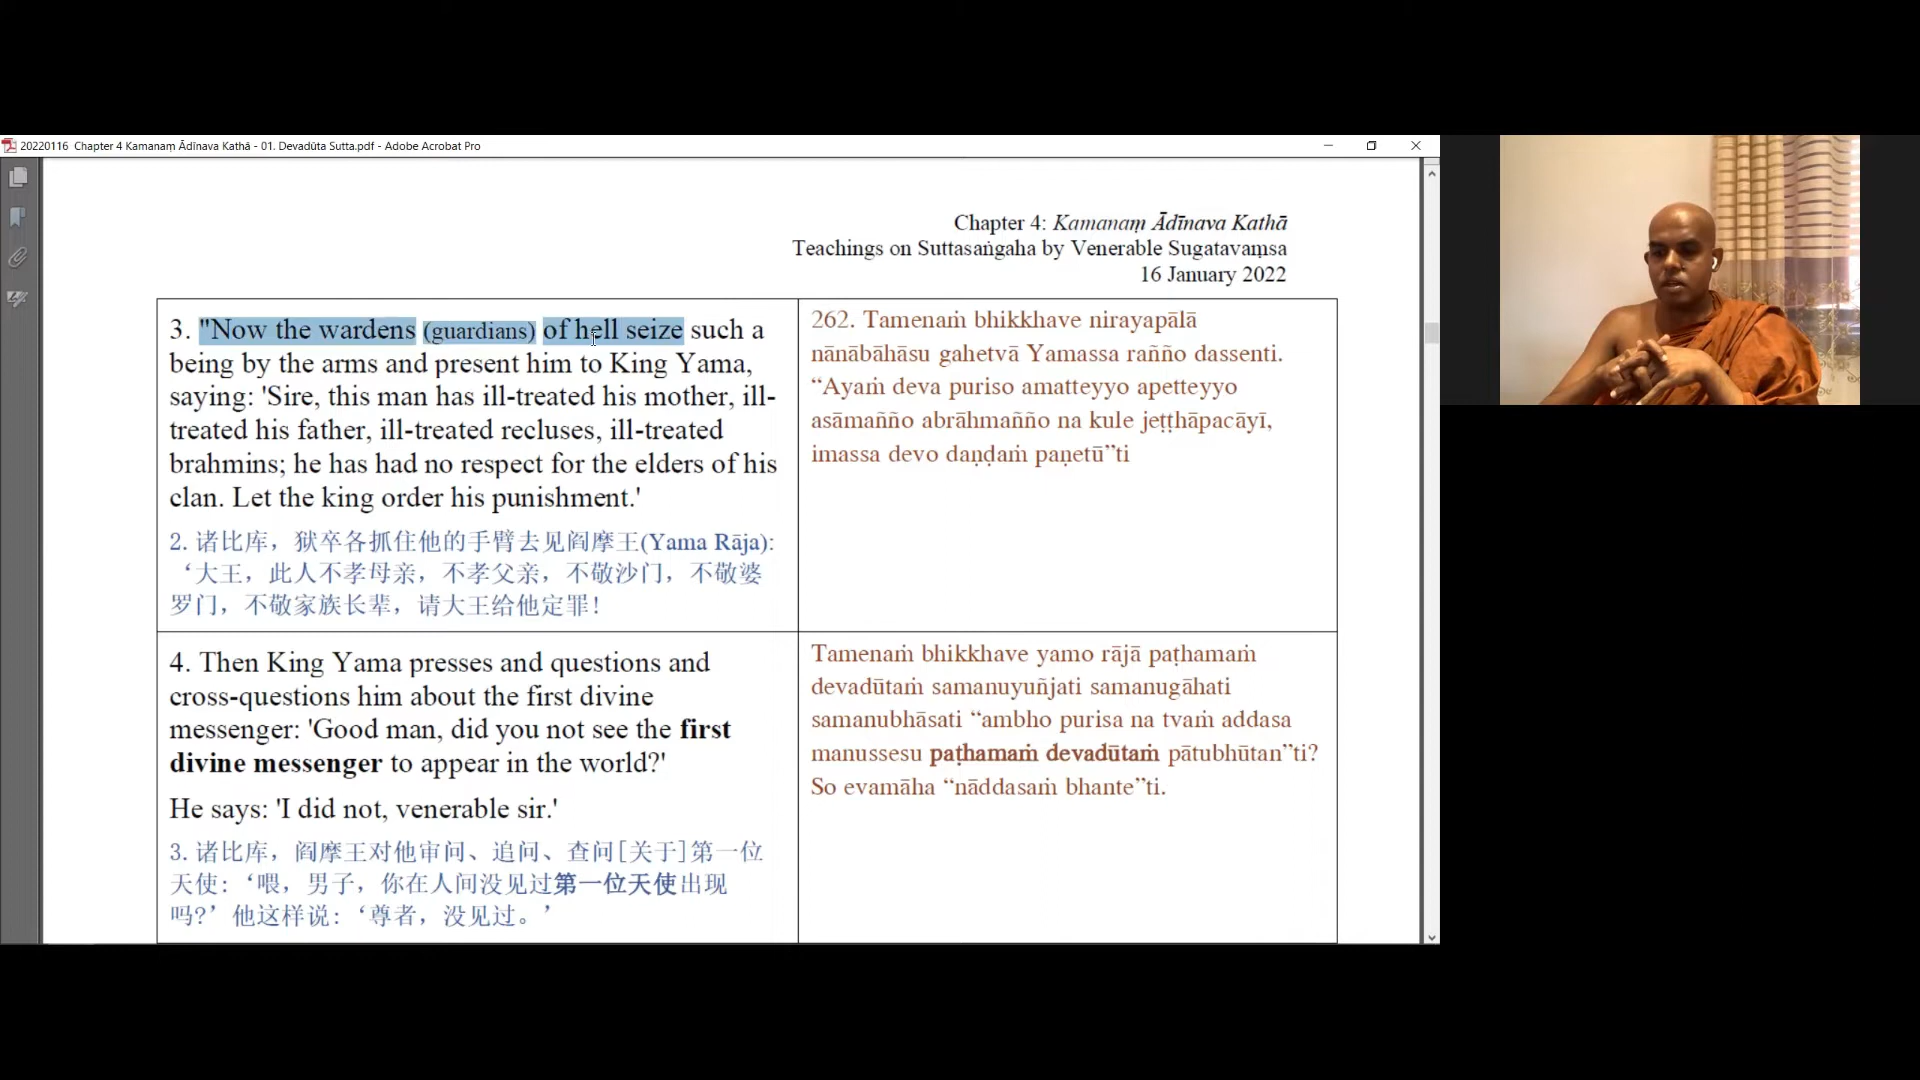 20220116 Chapter 4 Kamanaṃ Ādīnava Kathā - 01. Devadūta Sutta.pdf - Adobe Acrobat Pro
Chapter 4: Kamanaṃ Ādīnava Kathā
Teachings on Suttasaṅgaha by Venerable Sugatavaṃsa
16 January 2022
3. "Now the wardens (guardians) of hell seize such a
being by the arms and present him to King Yama,
saying: 'Sire, this man has ill-treated his mother, ill-
treated his father, ill-treated recluses, ill-treated
brahmins; he has had no respect for the elders of his
clan. Let the king order his punishment.'
2. 诸比库，狱卒各抓住他的手臂去见阎摩王(Yama Rāja):
‘大王，此人不孝母亲，不孝父亲，不敬沙门，不敬婆
罗门，不敬家族长辈，请大王给他定罪!
262. Tamenaṁ bhikkhave nirayapālā
nānābāhāsu gahetvā Yamassa rañño dassenti.
“Ayaṁ deva puriso amatteyyo apetteyyo
asāmañño abrāhmañño na kule jeṭṭhāpacāyī,
imassa devo daṇḍaṁ paṇetū”ti
4. Then King Yama presses and questions and
cross-questions him about the first divine
messenger: 'Good man, did you not see the first
divine messenger to appear in the world?'
He says: 'I did not, venerable sir.'
3. 诸比库，阎摩王对他审问、追问、查问[关于]第一位
天使: ‘喂，男子，你在人间没见过第一位天使出现
吗?’ 他这样说: ‘尊者，没见过。’
Tamenaṁ bhikkhave yamo rājā paṭhamaṁ
devadūtaṁ samanuyuñjati samanugāhati
samanubhāsati “ambho purisa na tvaṁ addasa
manussesu paṭhamaṁ devadūtaṁ pātubhūtan”ti?
So evamāha “nāddasaṁ bhante”ti.